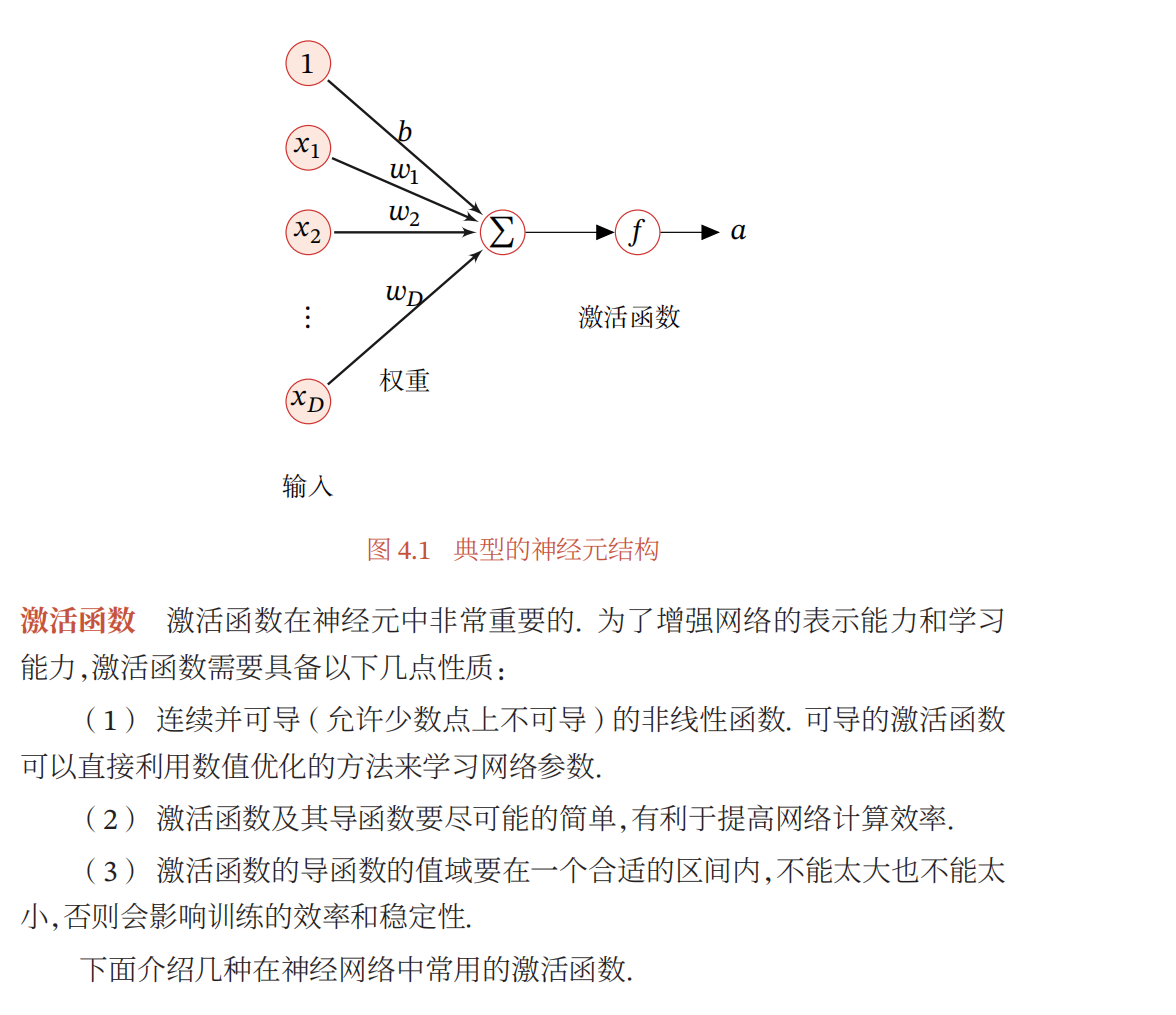 1
b
x1
w1
x2
w2
∑
f
a
wD
⋮
激活函数
权重
xD
输入
图 4.1 典型的神经元结构
激活函数 激活函数在神经元中非常重要的. 为了增强网络的表示能力和学习
能力,激活函数需要具备以下几点性质:
(1) 连续并可导(允许少数点上不可导)的非线性函数. 可导的激活函数
可以直接利用数值优化的方法来学习网络参数.
(2) 激活函数及其导函数要尽可能的简单,有利于提高网络计算效率.
(3) 激活函数的导函数的值域要在一个合适的区间内,不能太大也不能太
小,否则会影响训练的效率和稳定性.
下面介绍几种在神经网络中常用的激活函数.